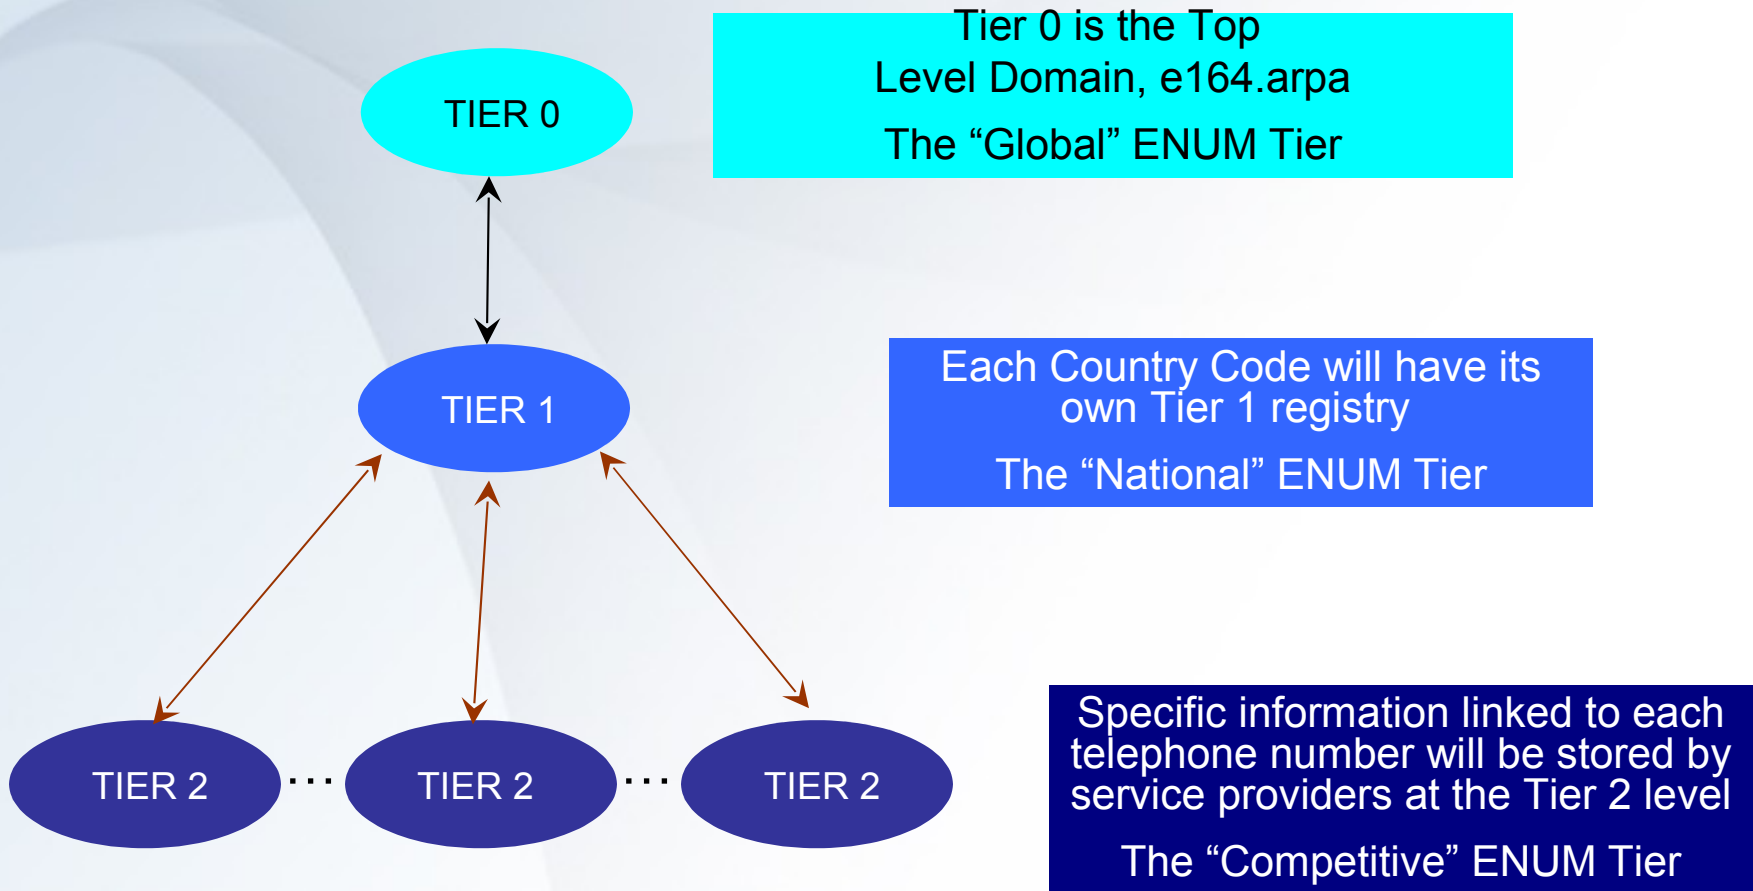 TIER 0
Tier 0 is the Top
Level Domain, e164.arpa
The “Global” ENUM Tier
TIER 1
Each Country Code will have its
own Tier 1 registry
The “National” ENUM Tier
TIER 2 ... TIER 2 ... TIER 2
Specific information linked to each
telephone number will be stored by
service providers at the Tier 2 level
The “Competitive” ENUM Tier